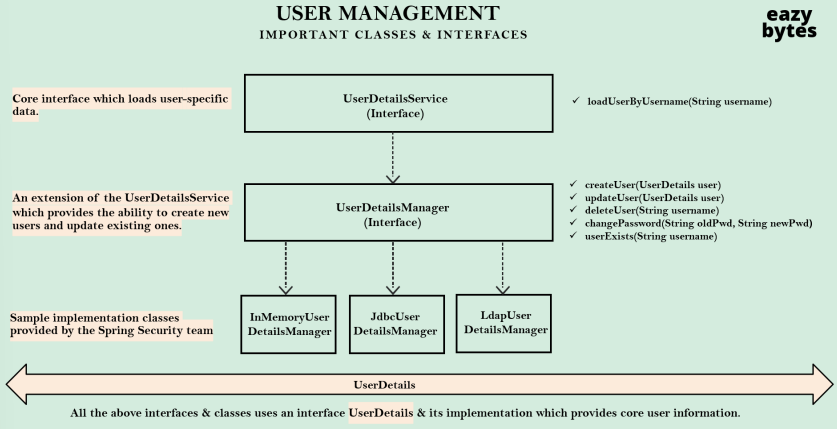 USER MANAGEMENT
IMPORTANT CLASSES & INTERFACES
eazy
bytes
Core interface which loads user-specific
data.
UserDetailsService
(Interface)
✓ loadUserByUsername(String username)
An extension of the UserDetailsService
which provides the ability to create new
users and update existing ones.
UserDetailsManager
(Interface)
✓ createUser(UserDetails user)
✓ updateUser(UserDetails user)
✓ deleteUser(String username)
✓ changePassword(String oldPwd, String newPwd)
✓ userExists(String username)
Sample implementation classes
provided by the Spring Security team
InMemoryUser
DetailsManager
JdbcUser
DetailsManager
LdapUser
DetailsManager
UserDetails
All the above interfaces & classes uses an interface UserDetails & its implementation which provides core user information.